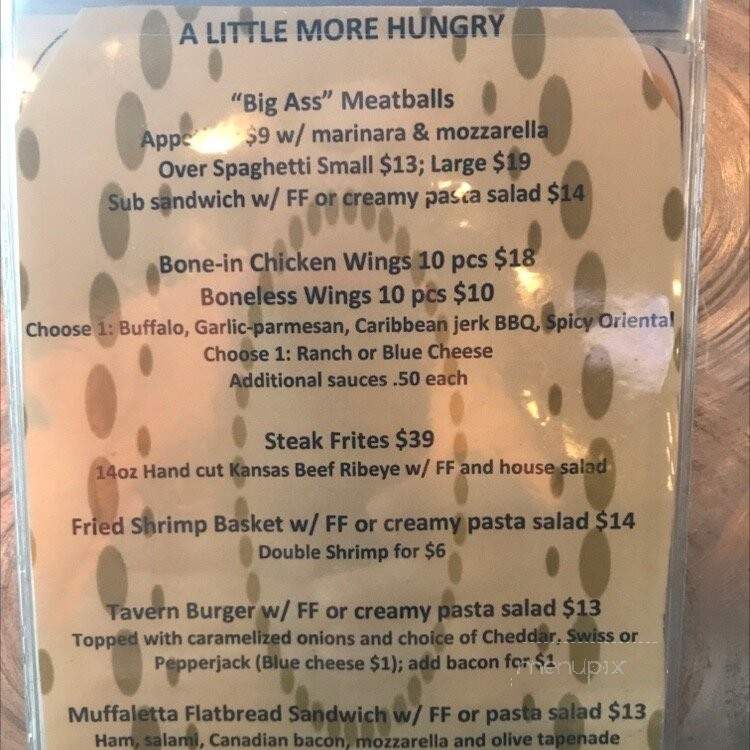 A LITTLE MORE HUNGRY
“Big Ass” Meatballs
$9 w/ marinara & mozzarella
Over Spaghetti Small $13; Large $19
Sub sandwich w/ FF or creamy pasta salad $14
Bone-in Chicken Wings 10 pcs $18
Boneless Wings 10 pcs $10
Choose 1: Buffalo, Garlic-parmesan, Caribbean jerk BBQ, Spicy Oriental
Choose 1: Ranch or Blue Cheese
Additional sauces .50 each
Steak Frites $39
14oz Hand cut Kansas Beef Ribeye w/ FF and house salad
Fried Shrimp Basket w/ FF or creamy pasta salad $14
Double Shrimp for $6
Tavern Burger w/ FF or creamy pasta salad $13
Topped with caramelized onions and choice of Cheddar, Swiss or
Pepperjack (Blue cheese $1); add bacon for $1
menupix
Muffaletta Flatbread Sandwich w/ FF or pasta salad $13
Ham, salami, Canadian bacon, mozzarella and olive tapenade